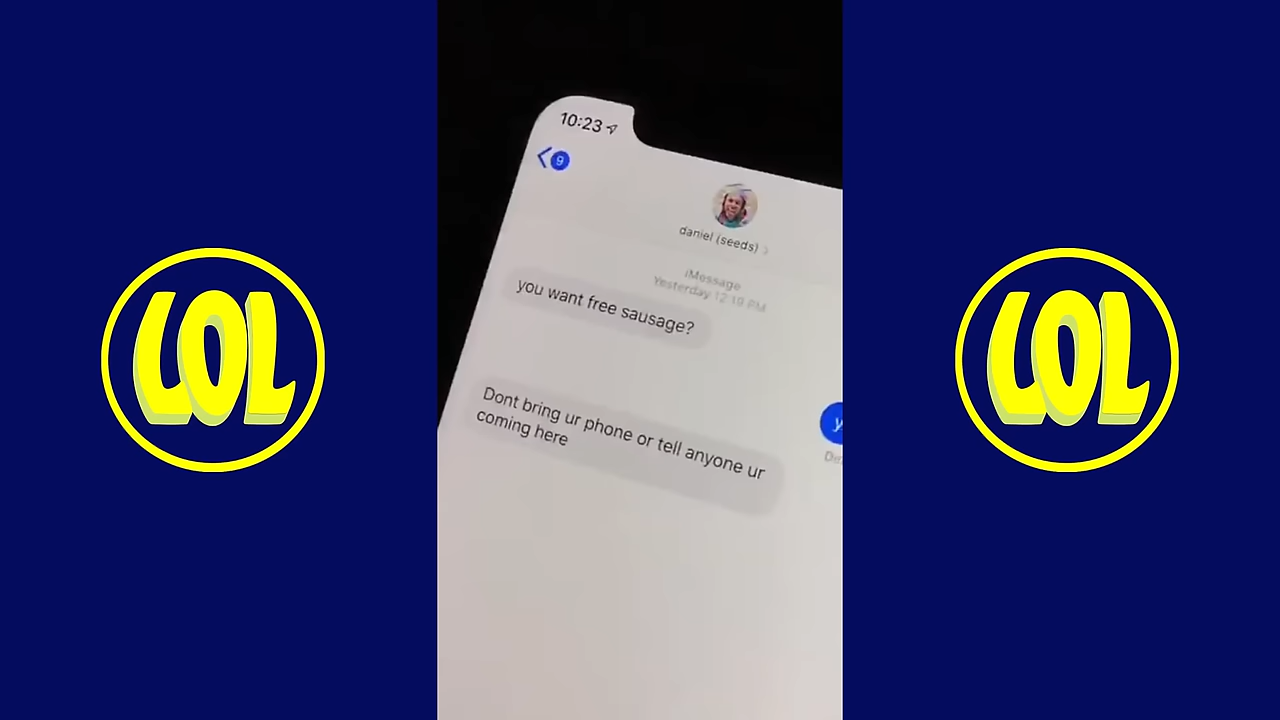 LOL
10:23
9
daniel (seeds)
iMessage
Yesterday 12:19 PM
you want free sausage?
Dont bring ur phone or tell anyone ur
coming here
LOL